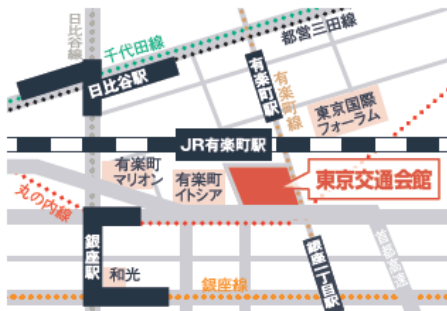 日比谷線
千代田線
都営三田線
日比谷駅
有楽町駅
有楽町線
東京国際
フォーラム
JR有楽町駅
有楽町
マリオン
有楽町
イトシア
東京交通会館
丸の内線
銀座駅
和光
銀座線
銀座一丁目駅
首都高速